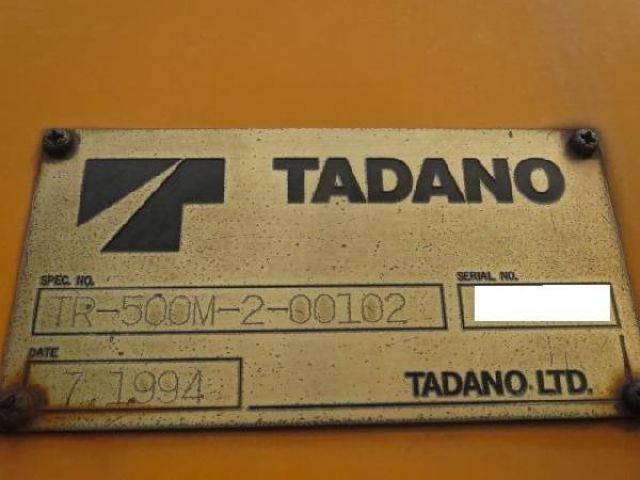 TADANO
SPEC. NO. SERIAL NO.
TR-500M-2-00102
DATE
7.1994
TADANO LTD.